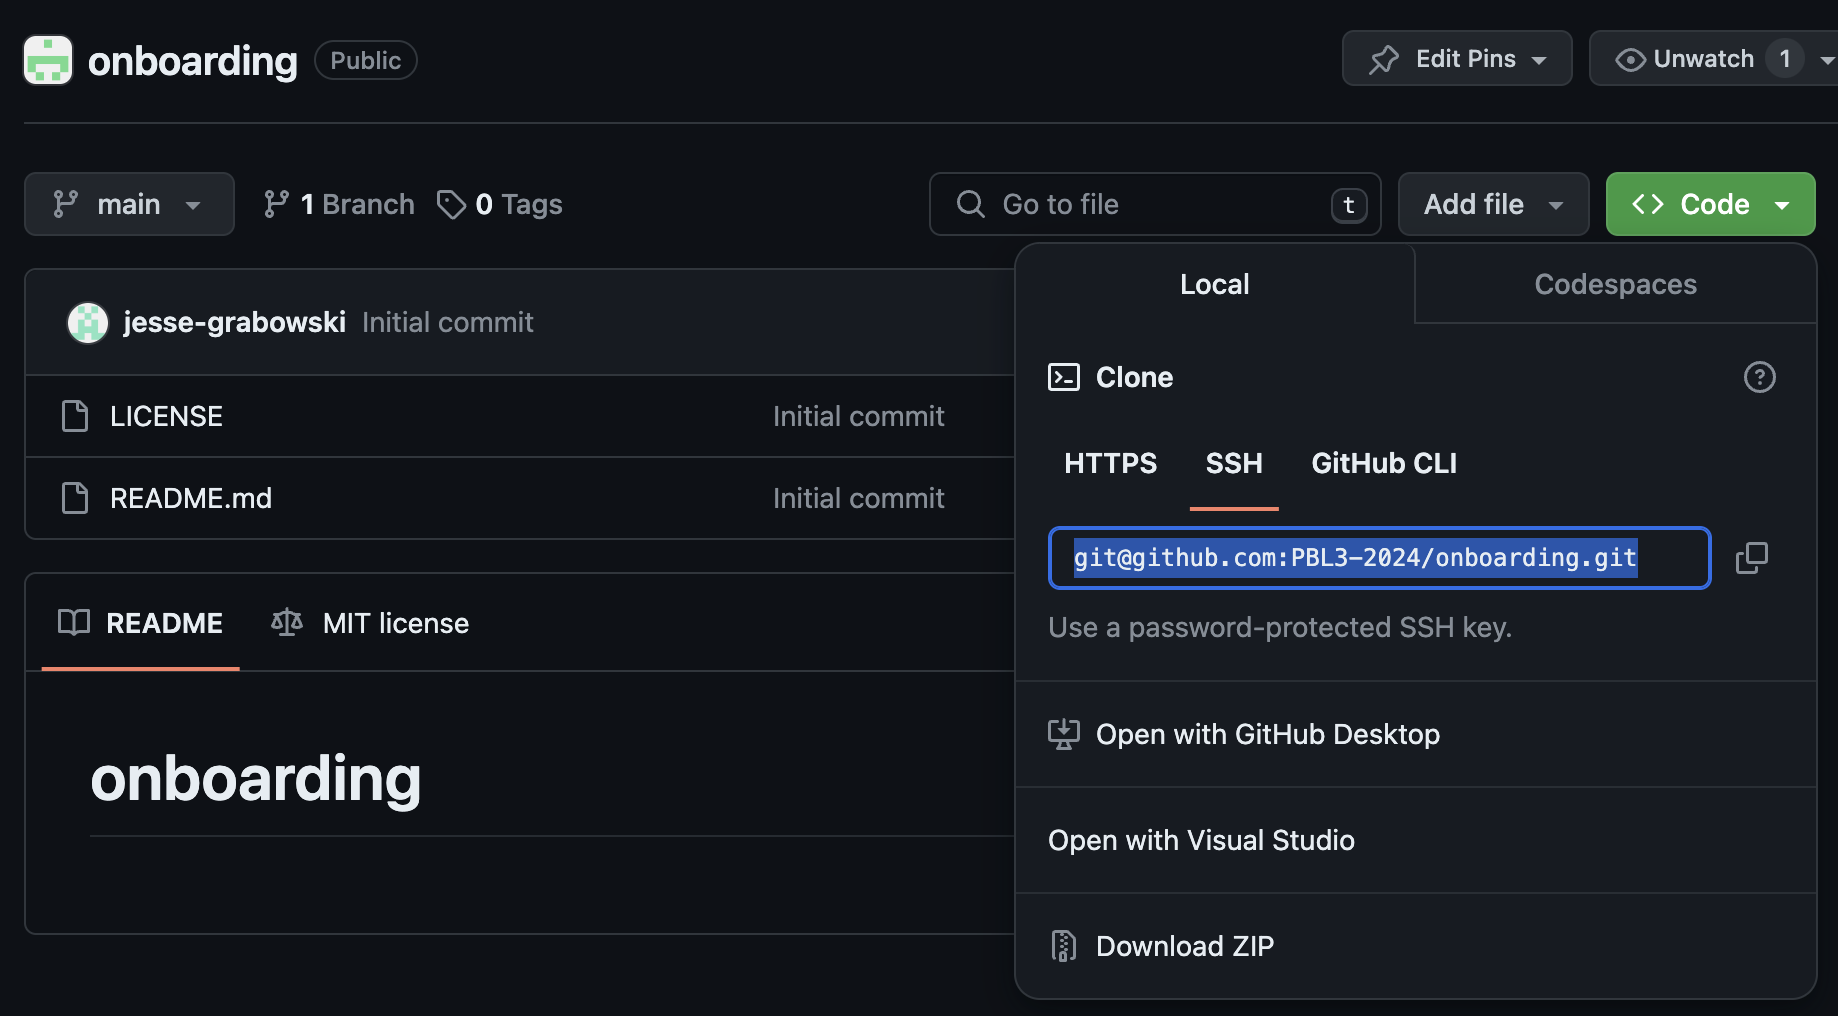 onboarding Public Edit Pins Unwatch 1
main 1 Branch 0 Tags Go to file t Add file Code
Local Codespaces
jesse-grabowski Initial commit
Clone
LICENSE Initial commit
HTTPS SSH GitHub CLI
README.md Initial commit
git@github.com:PBL3-2024/onboarding.git
Use a password-protected SSH key.
README MIT license
Open with GitHub Desktop
onboarding
Open with Visual Studio
Download ZIP